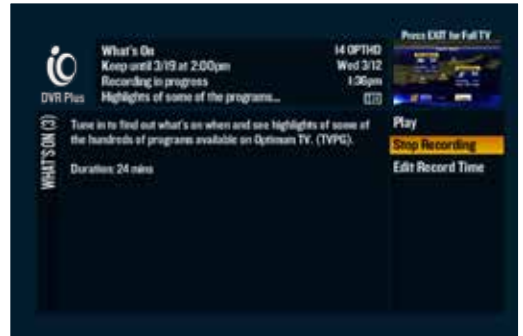 Press EXIT for Full TV
iO
DVR Plus
What's On
14 OPTHD
Keep until 3/19 at 2:00pm
Wed 3/12
Recording in progress
1:36pm
Highlights of some of the programs...
WHAT'S ON (3)
Tune in to find out what's on when and see highlights of some of
the hundreds of programs available on Optimum TV. (TVPG).
Duration: 24 mins
Play
Stop Recording
Edit Record Time